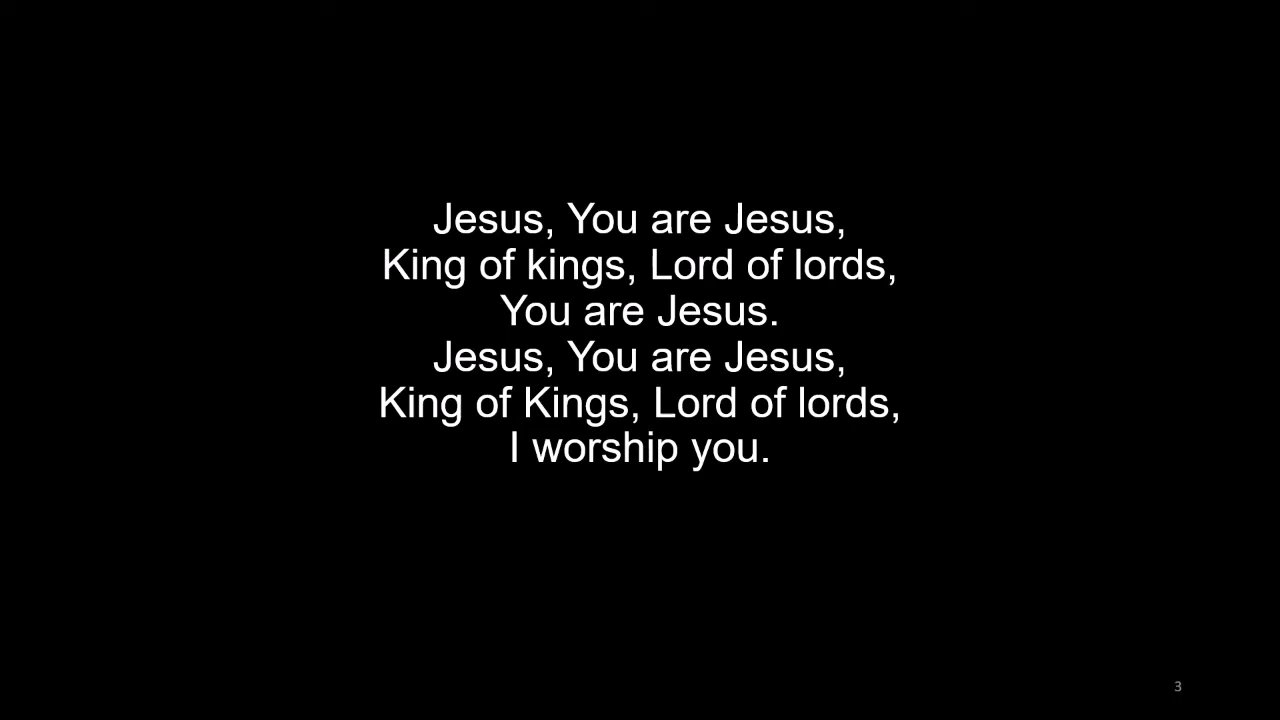 Jesus, You are Jesus,
King of kings, Lord of lords,
You are Jesus.
Jesus, You are Jesus,
King of Kings, Lord of lords,
I worship you.
3